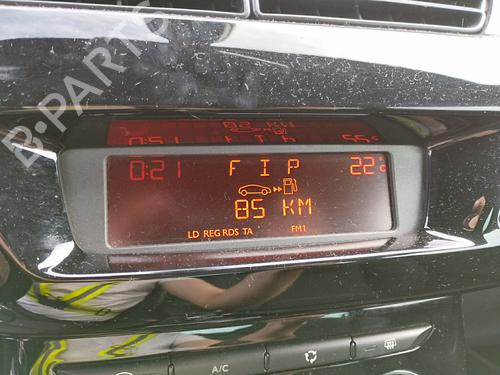 B-PARTS
0:21 F I P 22°C
85 KM
LD REG RDS TA FM1
A/C